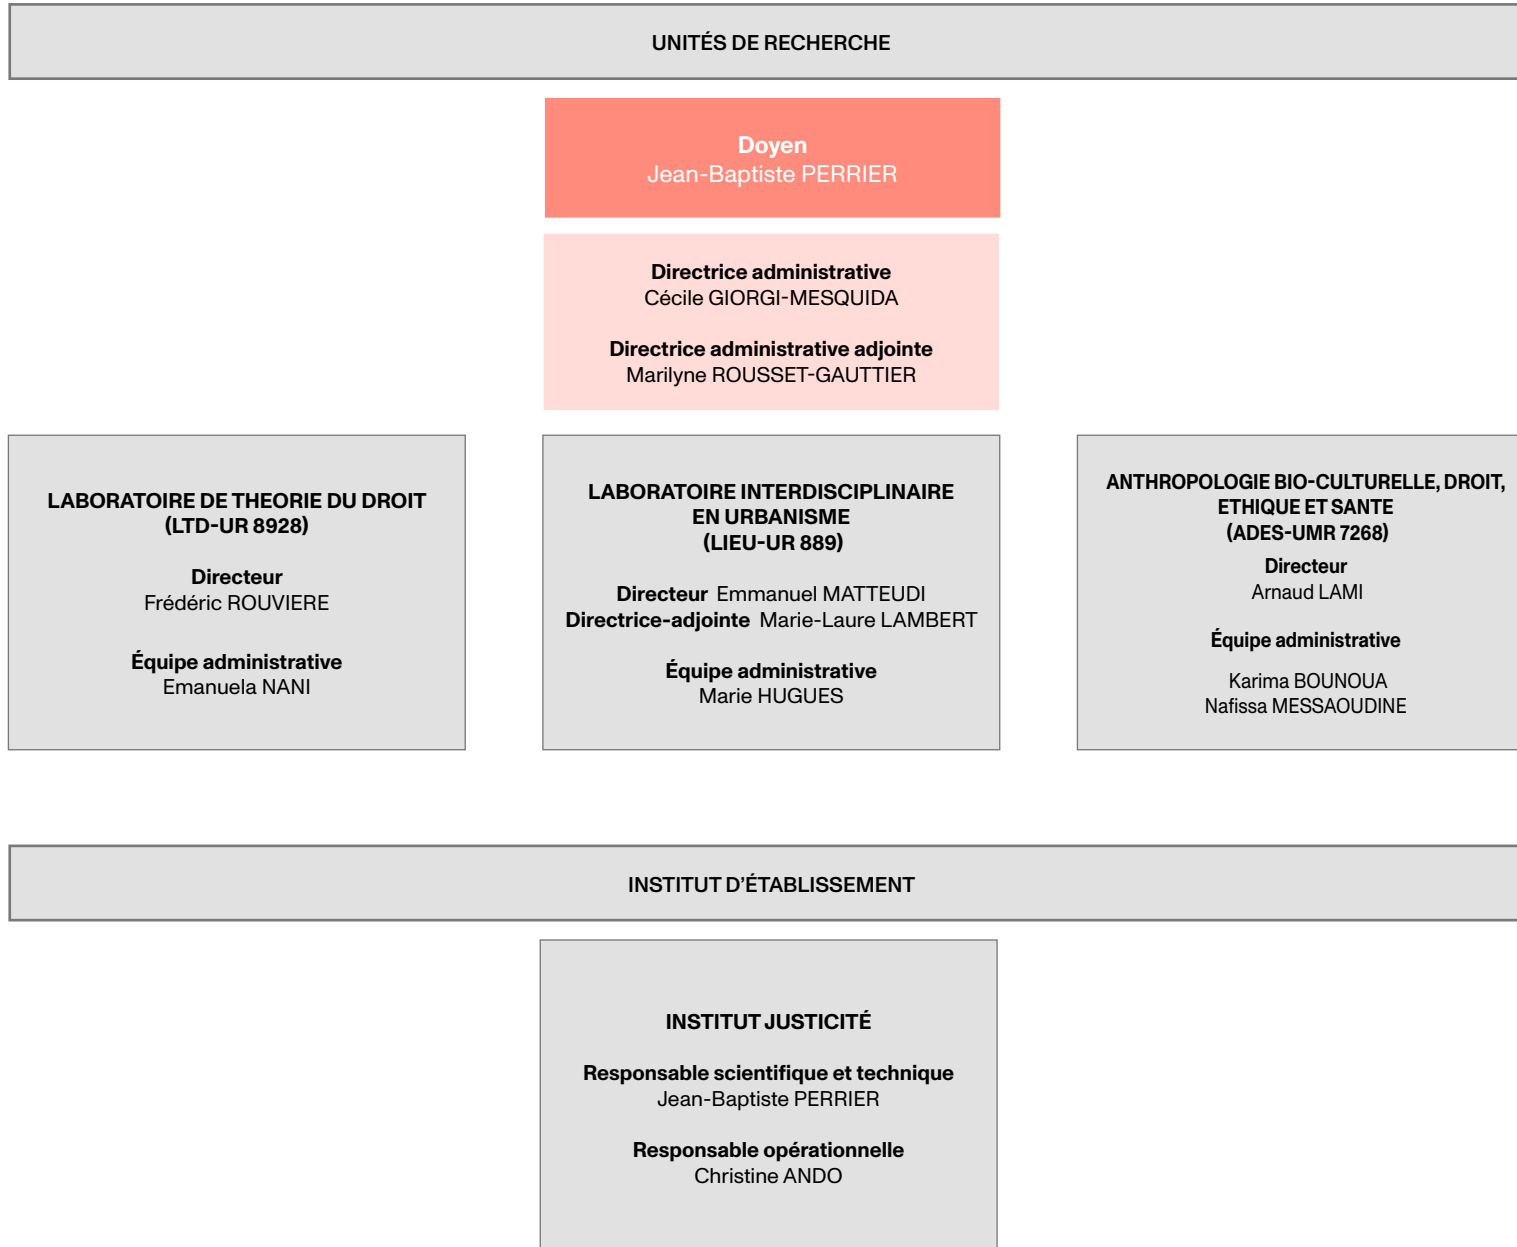 UNITÉS DE RECHERCHE
Doyen
Jean-Baptiste PERRIER
Directrice administrative
Cécile GIORGI-MESQUIDA
Directrice administrative adjointe
Marilyne ROUSSET-GAUTTIER
LABORATOIRE DE THEORIE DU DROIT
(LTD-UR 8928)
Directeur
Frédéric ROUVIERE
Équipe administrative
Emanuela NANI
LABORATOIRE INTERDISCIPLINAIRE
EN URBANISME
(LIEU-UR 889)
Directeur Emmanuel MATTEUDI
Directrice-adjointe Marie-Laure LAMBERT
Équipe administrative
Marie HUGUES
ANTHROPOLOGIE BIO-CULTURELLE, DROIT,
ETHIQUE ET SANTE
(ADES-UMR 7268)
Directeur
Arnaud LAMI
Équipe administrative
Karima BOUNOUA
Nafissa MESSAOUDINE
INSTITUT D'ÉTABLISSEMENT
INSTITUT JUSTICITÉ
Responsable scientifique et technique
Jean-Baptiste PERRIER
Responsable opérationnelle
Christine ANDO